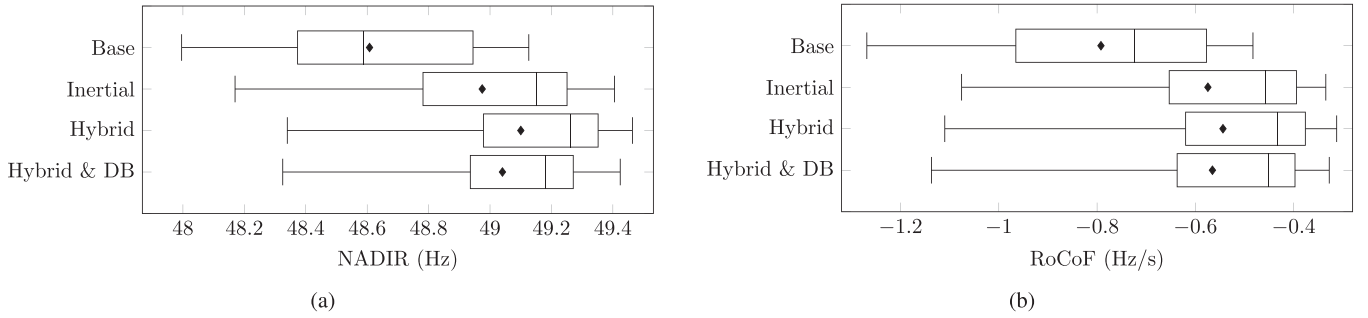 Base
Inertial
Hybrid
Hybrid & DB
48 48.2 48.4 48.6 48.8 49 49.2 49.4
NADIR (Hz)
(a)
Base
Inertial
Hybrid
Hybrid & DB
−1.2 −1 −0.8 −0.6 −0.4
RoCoF (Hz/s)
(b)